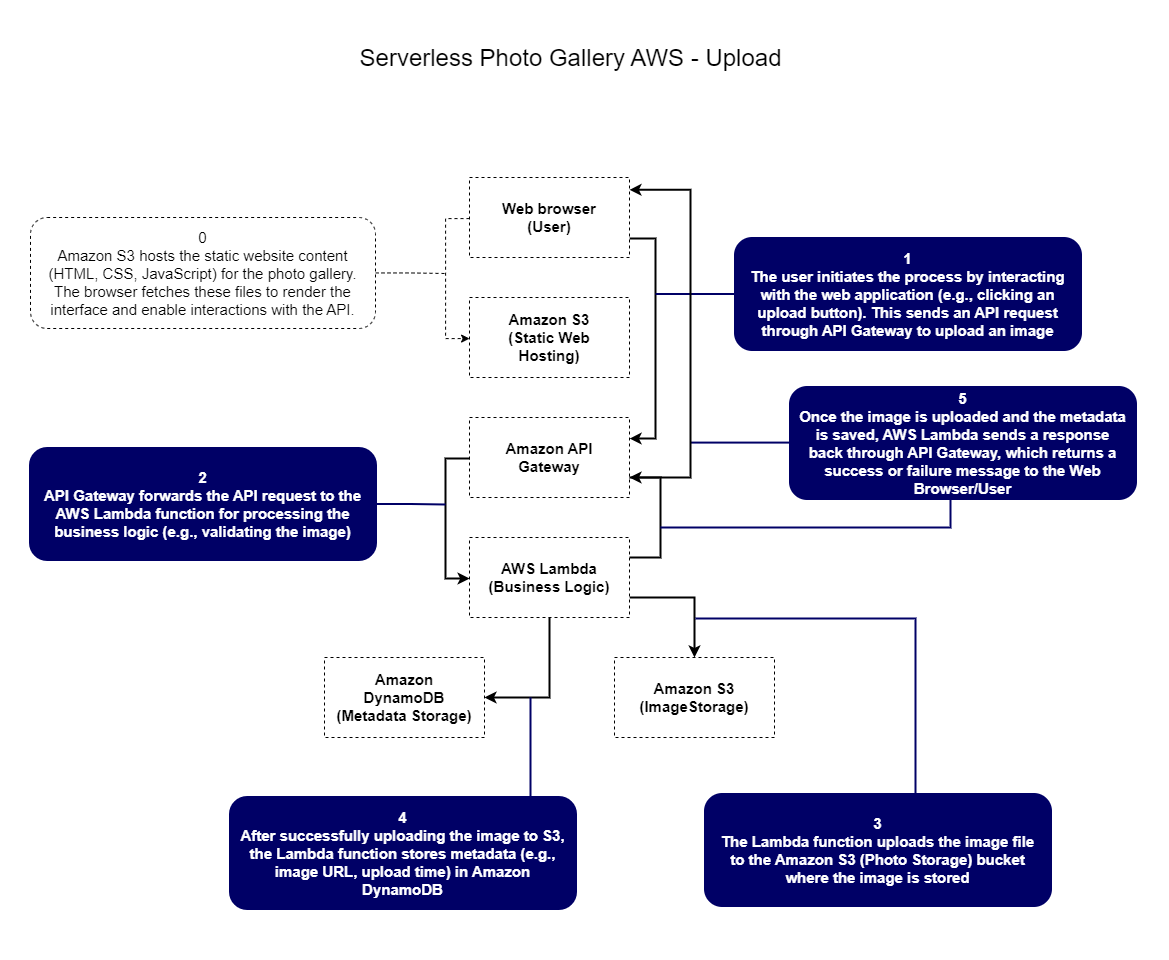 Serverless Photo Gallery AWS - Upload
Web browser
(User)
0
Amazon S3 hosts the static website content
(HTML, CSS, JavaScript) for the photo gallery.
The browser fetches these files to render the
interface and enable interactions with the API.
1
The user initiates the process by interacting
with the web application (e.g., clicking an
upload button). This sends an API request
through API Gateway to upload an image
Amazon S3
(Static Web
Hosting)
5
Once the image is uploaded and the metadata
is saved, AWS Lambda sends a response
back through API Gateway, which returns a
success or failure message to the Web
Browser/User
Amazon API
Gateway
2
API Gateway forwards the API request to the
AWS Lambda function for processing the
business logic (e.g., validating the image)
AWS Lambda
(Business Logic)
Amazon
DynamoDB
(Metadata Storage)
Amazon S3
(ImageStorage)
4
After successfully uploading the image to S3,
the Lambda function stores metadata (e.g.,
image URL, upload time) in Amazon
DynamoDB
3
The Lambda function uploads the image file
to the Amazon S3 (Photo Storage) bucket
where the image is stored